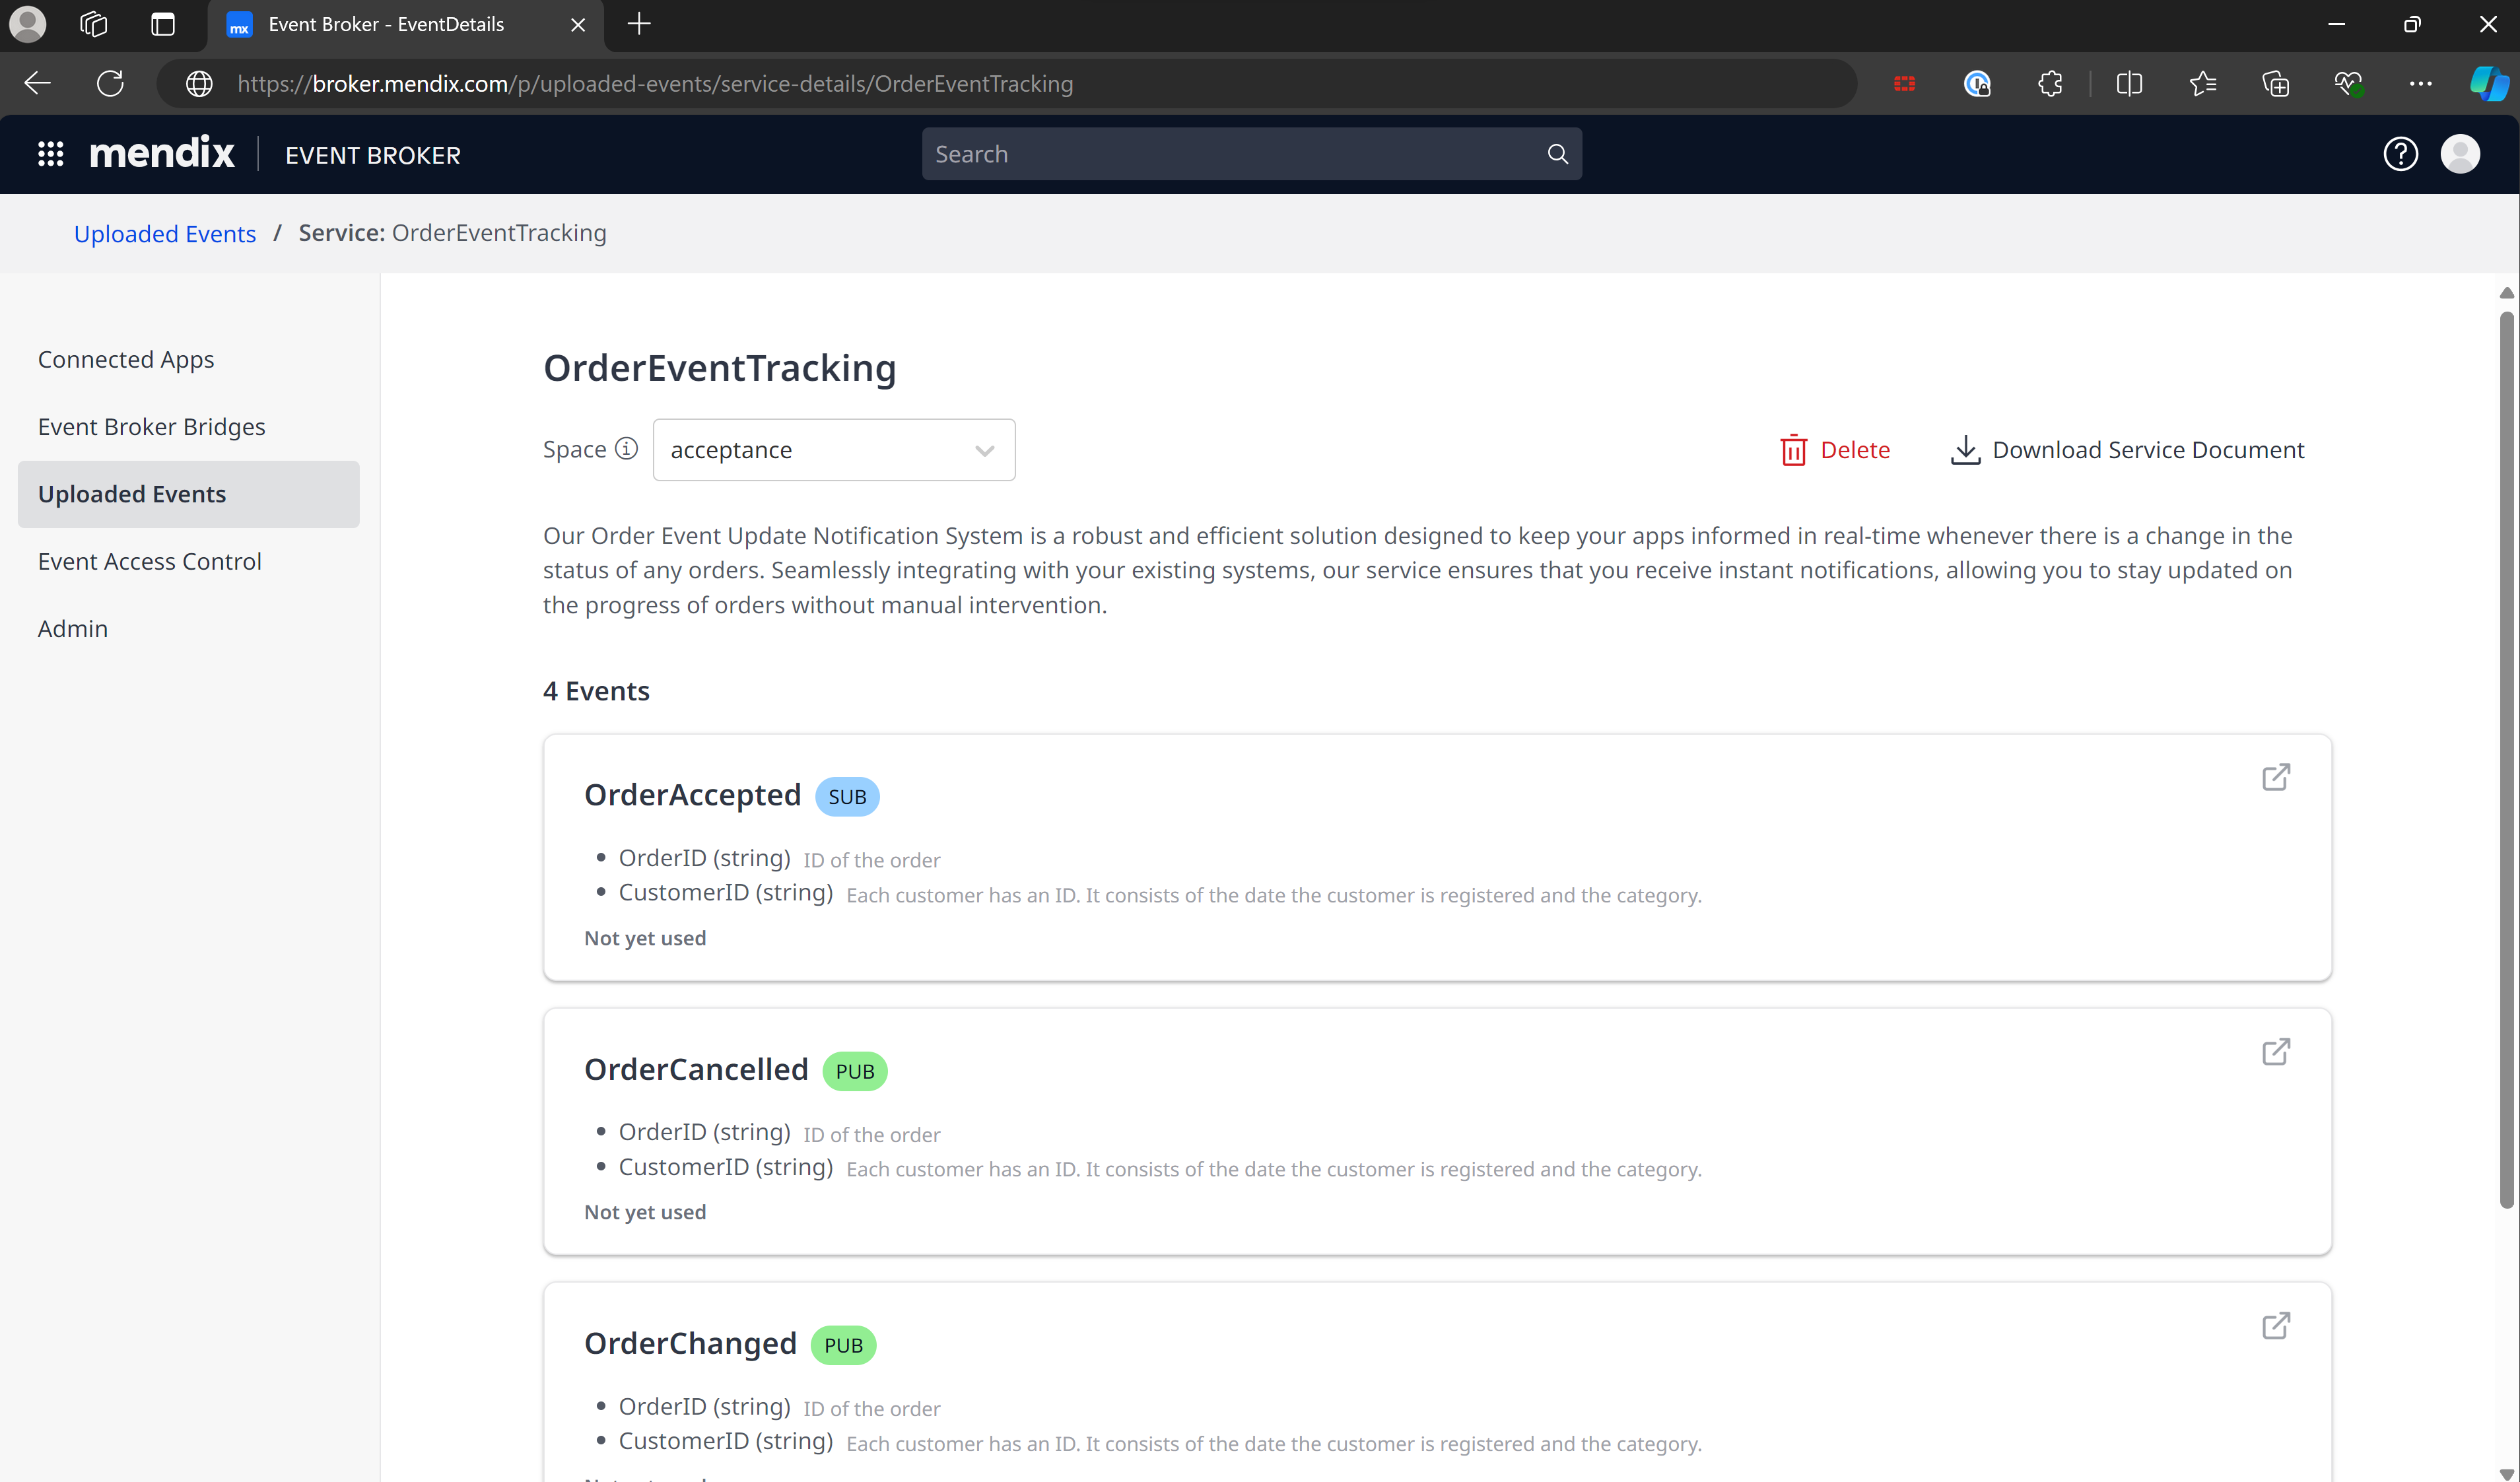 mx Event Broker - EventDetails
https://broker.mendix.com/p/uploaded-events/service-details/OrderEventTracking
mendix EVENT BROKER Search
Uploaded Events / Service: OrderEventTracking
Connected Apps
Event Broker Bridges
Uploaded Events
Event Access Control
Admin
OrderEventTracking
Space acceptance Delete Download Service Document
Our Order Event Update Notification System is a robust and efficient solution designed to keep your apps informed in real-time whenever there is a change in the
status of any orders. Seamlessly integrating with your existing systems, our service ensures that you receive instant notifications, allowing you to stay updated on
the progress of orders without manual intervention.
4 Events
OrderAccepted SUB
• OrderID (string) ID of the order
• CustomerID (string) Each customer has an ID. It consists of the date the customer is registered and the category.
Not yet used
OrderCancelled PUB
• OrderID (string) ID of the order
• CustomerID (string) Each customer has an ID. It consists of the date the customer is registered and the category.
Not yet used
OrderChanged PUB
• OrderID (string) ID of the order
• CustomerID (string) Each customer has an ID. It consists of the date the customer is registered and the category.